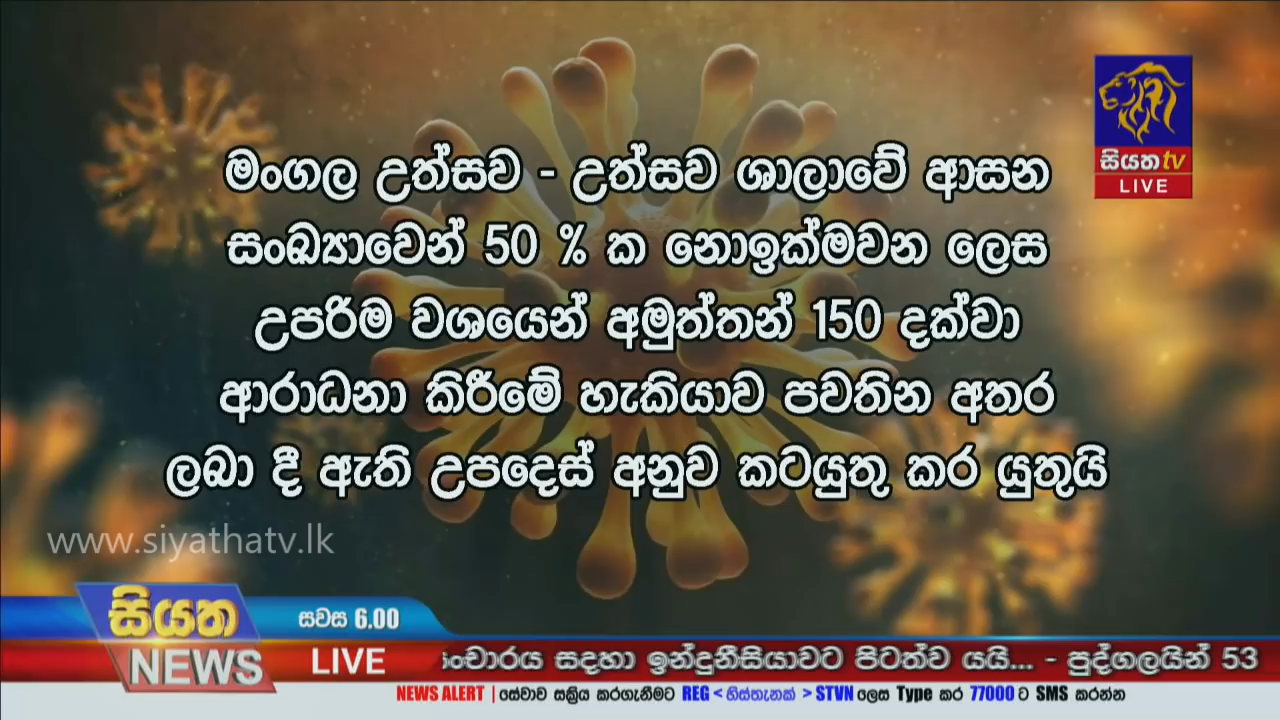 සියත tv
LIVE
මංගල උත්සව - උත්සව ශාලාවේ ආසන
සංඛ්‍යාවෙන් 50 % ක නොඉක්මවන ලෙස
උපරිම වශයෙන් අමුත්තන් 150 දක්වා
ආරාධනා කිරීමේ හැකියාව පවතින අතර
ලබා දී ඇති උපදෙස් අනුව කටයුතු කර යුතුයි
www.siyathatv.lk
සියත
NEWS
සවස 6.00
LIVE
ංචාරය සදහා ඉන්දුනීසියාවට පිටත්ව යයි... - පුද්ගලයින් 53
NEWS ALERT | සේවාව සක්‍රිය කරගැනීමට REG < හිස්තැනක් > STVN ලෙස Type කර 77000 ට SMS කරන්න